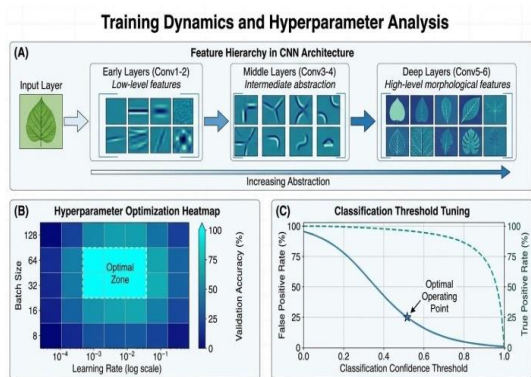 Training Dynamics and Hyperparameter Analysis
(A)
Feature Hierarchy in CNN Architecture
Input Layer
Early Layers (Conv1-2)
Low-level features
Middle Layers (Conv3-4)
Intermediate abstraction
Deep Layers (Conv5-6)
High-level morphological features
Increasing Abstraction
(B)
Hyperparameter Optimization Heatmap
Batch Size
128
64
32
16
8
Optimal
Zone
10⁻⁴ 10⁻³ 10⁻² 10⁻¹
Learning Rate (log scale)
100
75
50
25
0
Validation Accuracy (%)
(C)
Classification Threshold Tuning
False Positive Rate (%)
100%
75%
50%
25%
0%
Optimal
Operating
Point
0.0 0.2 0.4 0.6 0.8 1.0
Classification Confidence Threshold
100%
75%
50%
25
0.0%
True Positive Rate (%)